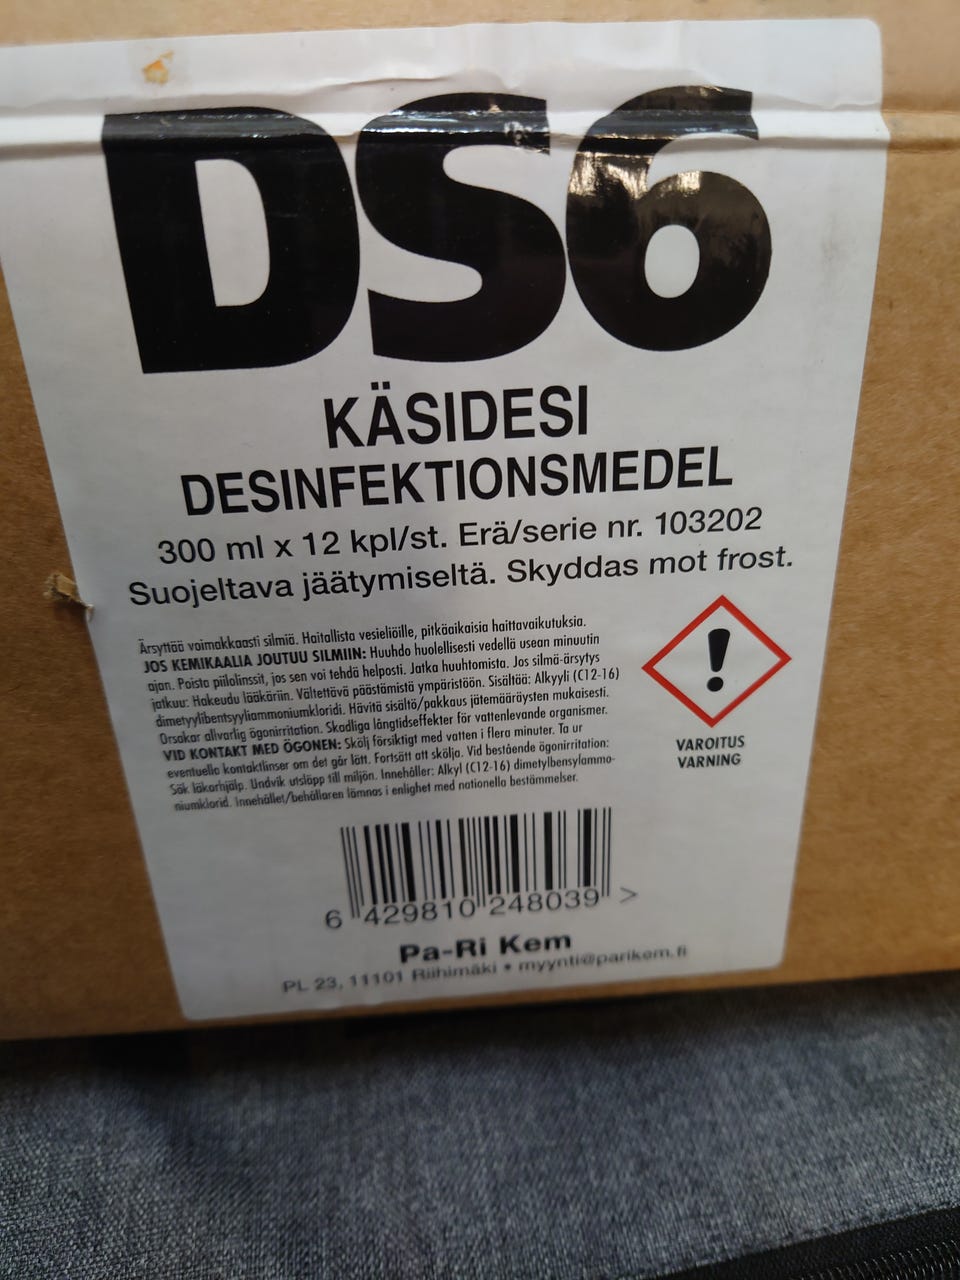 DS6
KÄSIDESI
DESINFEKTIONSMEDEL
300 ml x 12 kpl/st. Erä/serie nr. 103202
Suojeltava jäätymiseltä. Skyddas mot frost.
Ärsyttää voimakkaasti silmiä. Haitallista vesieliöille, pitkäaikaisia haittavaikutuksia.
JOS KEMIKAALIA JOUTUU SILMIIN: Huuhdo huolellisesti vedellä usean minuutin
ajan. Poista piilolinssit, jos sen voi tehdä helposti. Jatka huuhtomista. Jos silmä-ärsytys
jatkuu: Hakeudu lääkäriin. Vältettävä päästämistä ympäristöön. Sisältää: Alkyyli (C12-16)
dimetyylibentsyyliammoniumkloridi. Hävitä sisältö/pakkaus jätemääräysten mukaisesti.
Orsakar allvarlig ögonirritation. Skadliga långtidseffekter för vattenlevande organismer.
VID KONTAKT MED ÖGONEN: Skölj försiktigt med vatten i flera minuter. Ta ur
eventuella kontaktlinser om det går lätt. Fortsätt att skölja. Vid bestående ögonirritation:
Sök läkarhjälp. Undvik utsläpp till miljön. Innehåller: Alkyl (C12-16) dimetylbensylammo-
niumklorid. Innehållet/behållaren lämnas i enlighet med nationella bestämmelser.
VAROITUS
VARNING
6 429810 248039 >
Pa-Ri Kem
PL 23, 11101 Riihimäki • myynti@parikem.fi